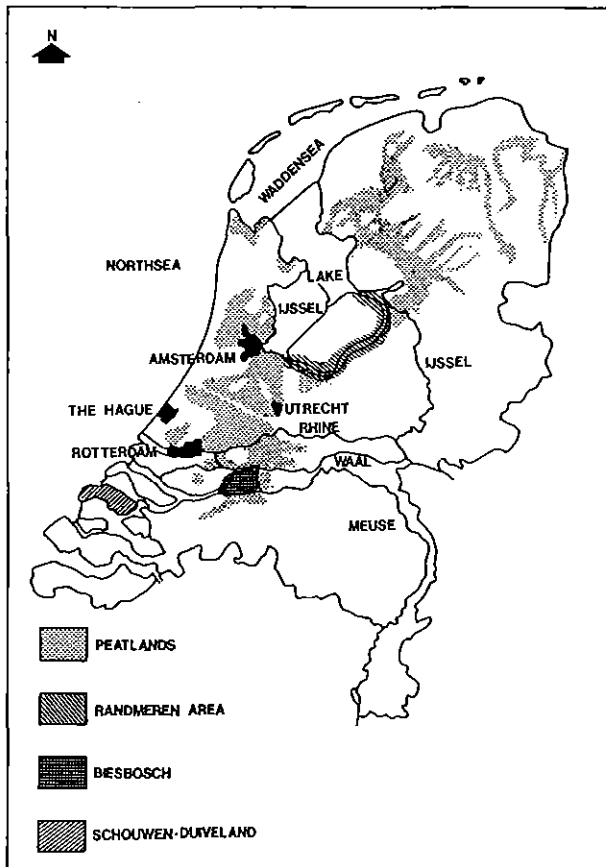 N
WADDENSEA
NORTHSEA
LAKE
IJSSEL
AMSTERDAM
IJSSEL
THE HAGUE
UTRECHT
RHINE
ROTTERDAM
WAAL
MEUSE
PEATLANDS
RANDMEREN AREA
BIESBOSCH
SCHOUWEN-DUIVELAND